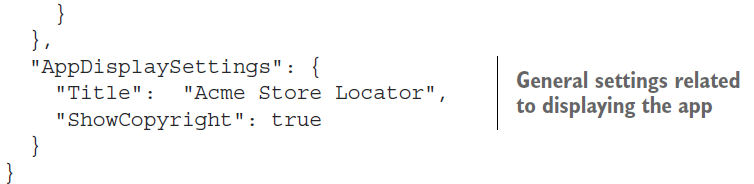 }
  },
  "AppDisplaySettings": {
    "Title":  "Acme Store Locator",
    "ShowCopyright": true
  }
}
General settings related
to displaying the app